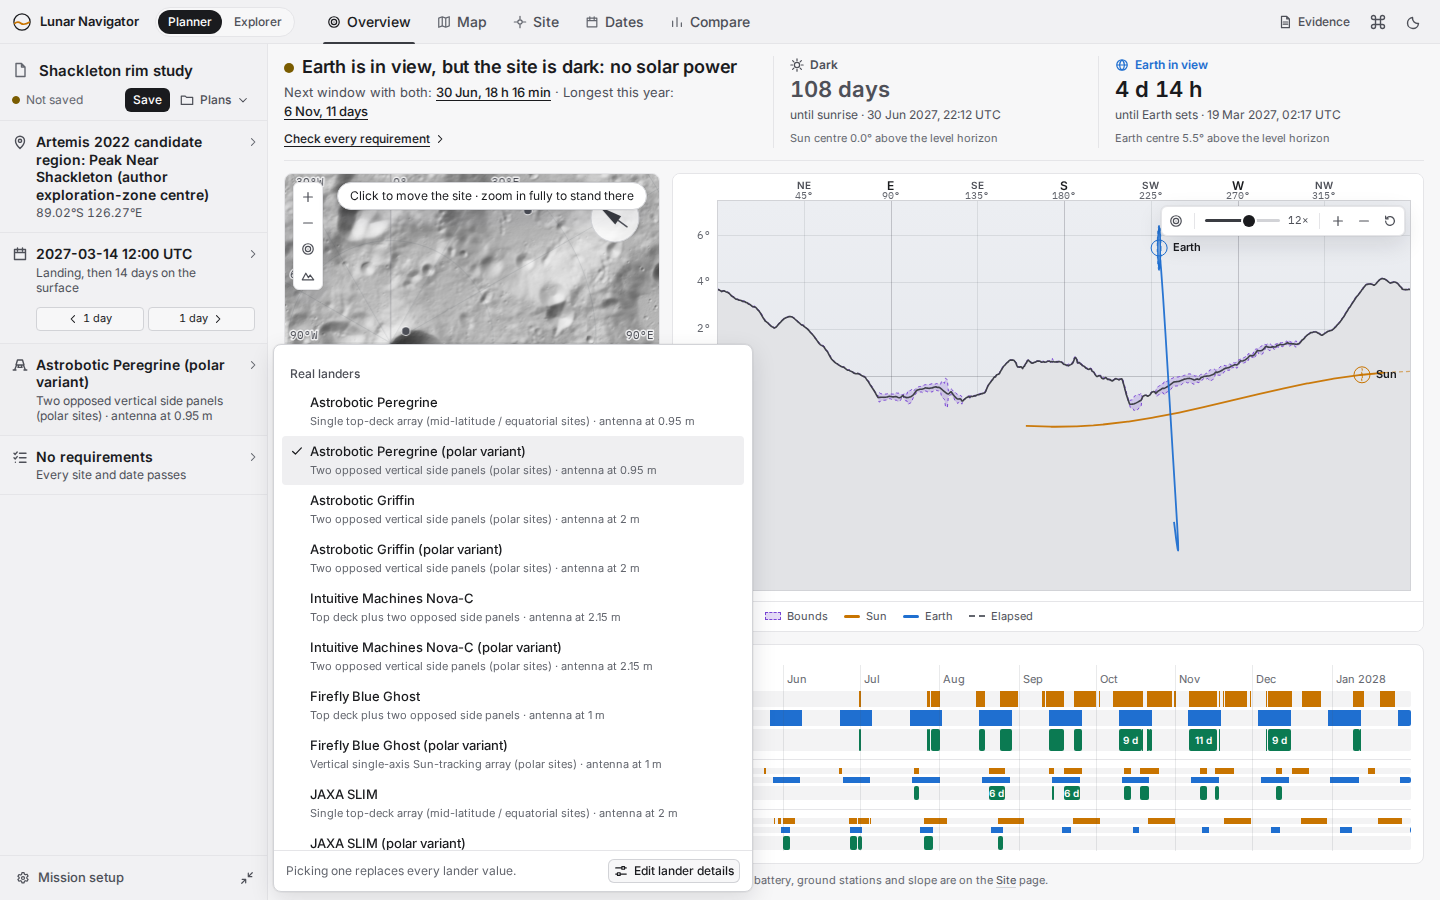 Lunar Navigator
Planner
Explorer
Overview
Map
Site
Dates
Compare
Evidence
Shackleton rim study
Not saved
Save
Plans
Artemis 2022 candidate
region: Peak Near
Shackleton (author
exploration-zone centre)
89.02°S 126.27°E
2027-03-14 12:00 UTC
Landing, then 14 days on the
surface
1 day
1 day
Astrobotic Peregrine (polar
variant)
Two opposed vertical side panels
(polar sites) · antenna at 0.95 m
No requirements
Every site and date passes
Mission setup
Earth is in view, but the site is dark: no solar power
Next window with both: 30 Jun, 18 h 16 min · Longest this year:
6 Nov, 11 days
Check every requirement
Dark
108 days
until sunrise · 30 Jun 2027, 22:12 UTC
Sun centre 0.0° above the level horizon
Earth in view
4 d 14 h
until Earth sets · 19 Mar 2027, 02:17 UTC
Earth centre 5.5° above the level horizon
Click to move the site · zoom in fully to stand there
90°W
90°E
NE
45°
E
90°
SE
135°
S
180°
SW
225°
W
270°
NW
315°
12×
6°
4°
2°
Earth
Sun
Bounds
Sun
Earth
Elapsed
Real landers
Astrobotic Peregrine
Single top-deck array (mid-latitude / equatorial sites) · antenna at 0.95 m
Astrobotic Peregrine (polar variant)
Two opposed vertical side panels (polar sites) · antenna at 0.95 m
Astrobotic Griffin
Two opposed vertical side panels (polar sites) · antenna at 2 m
Astrobotic Griffin (polar variant)
Two opposed vertical side panels (polar sites) · antenna at 2 m
Intuitive Machines Nova-C
Top deck plus two opposed side panels · antenna at 2.15 m
Intuitive Machines Nova-C (polar variant)
Two opposed vertical side panels (polar sites) · antenna at 2.15 m
Firefly Blue Ghost
Top deck plus two opposed side panels · antenna at 1 m
Firefly Blue Ghost (polar variant)
Vertical single-axis Sun-tracking array (polar sites) · antenna at 1 m
JAXA SLIM
Single top-deck array (mid-latitude / equatorial sites) · antenna at 2 m
JAXA SLIM (polar variant)
Picking one replaces every lander value.
Edit lander details
Jun
Jul
Aug
Sep
Oct
Nov
Dec
Jan 2028
9 d
11 d
9 d
6 d
6 d
battery, ground stations and slope are on the Site page.